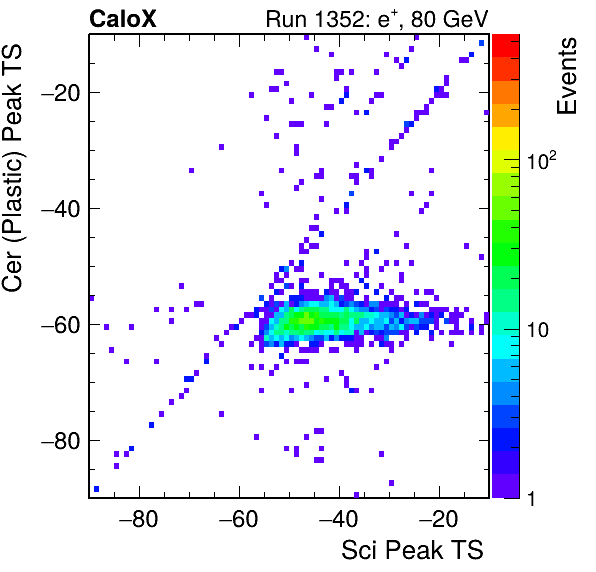 CaloX Run 1352: e⁺, 80 GeV
Cer (Plastic) Peak TS
−20
−40
−60
−80
−80 −60 −40 −20
Sci Peak TS
Events
10²
10
1